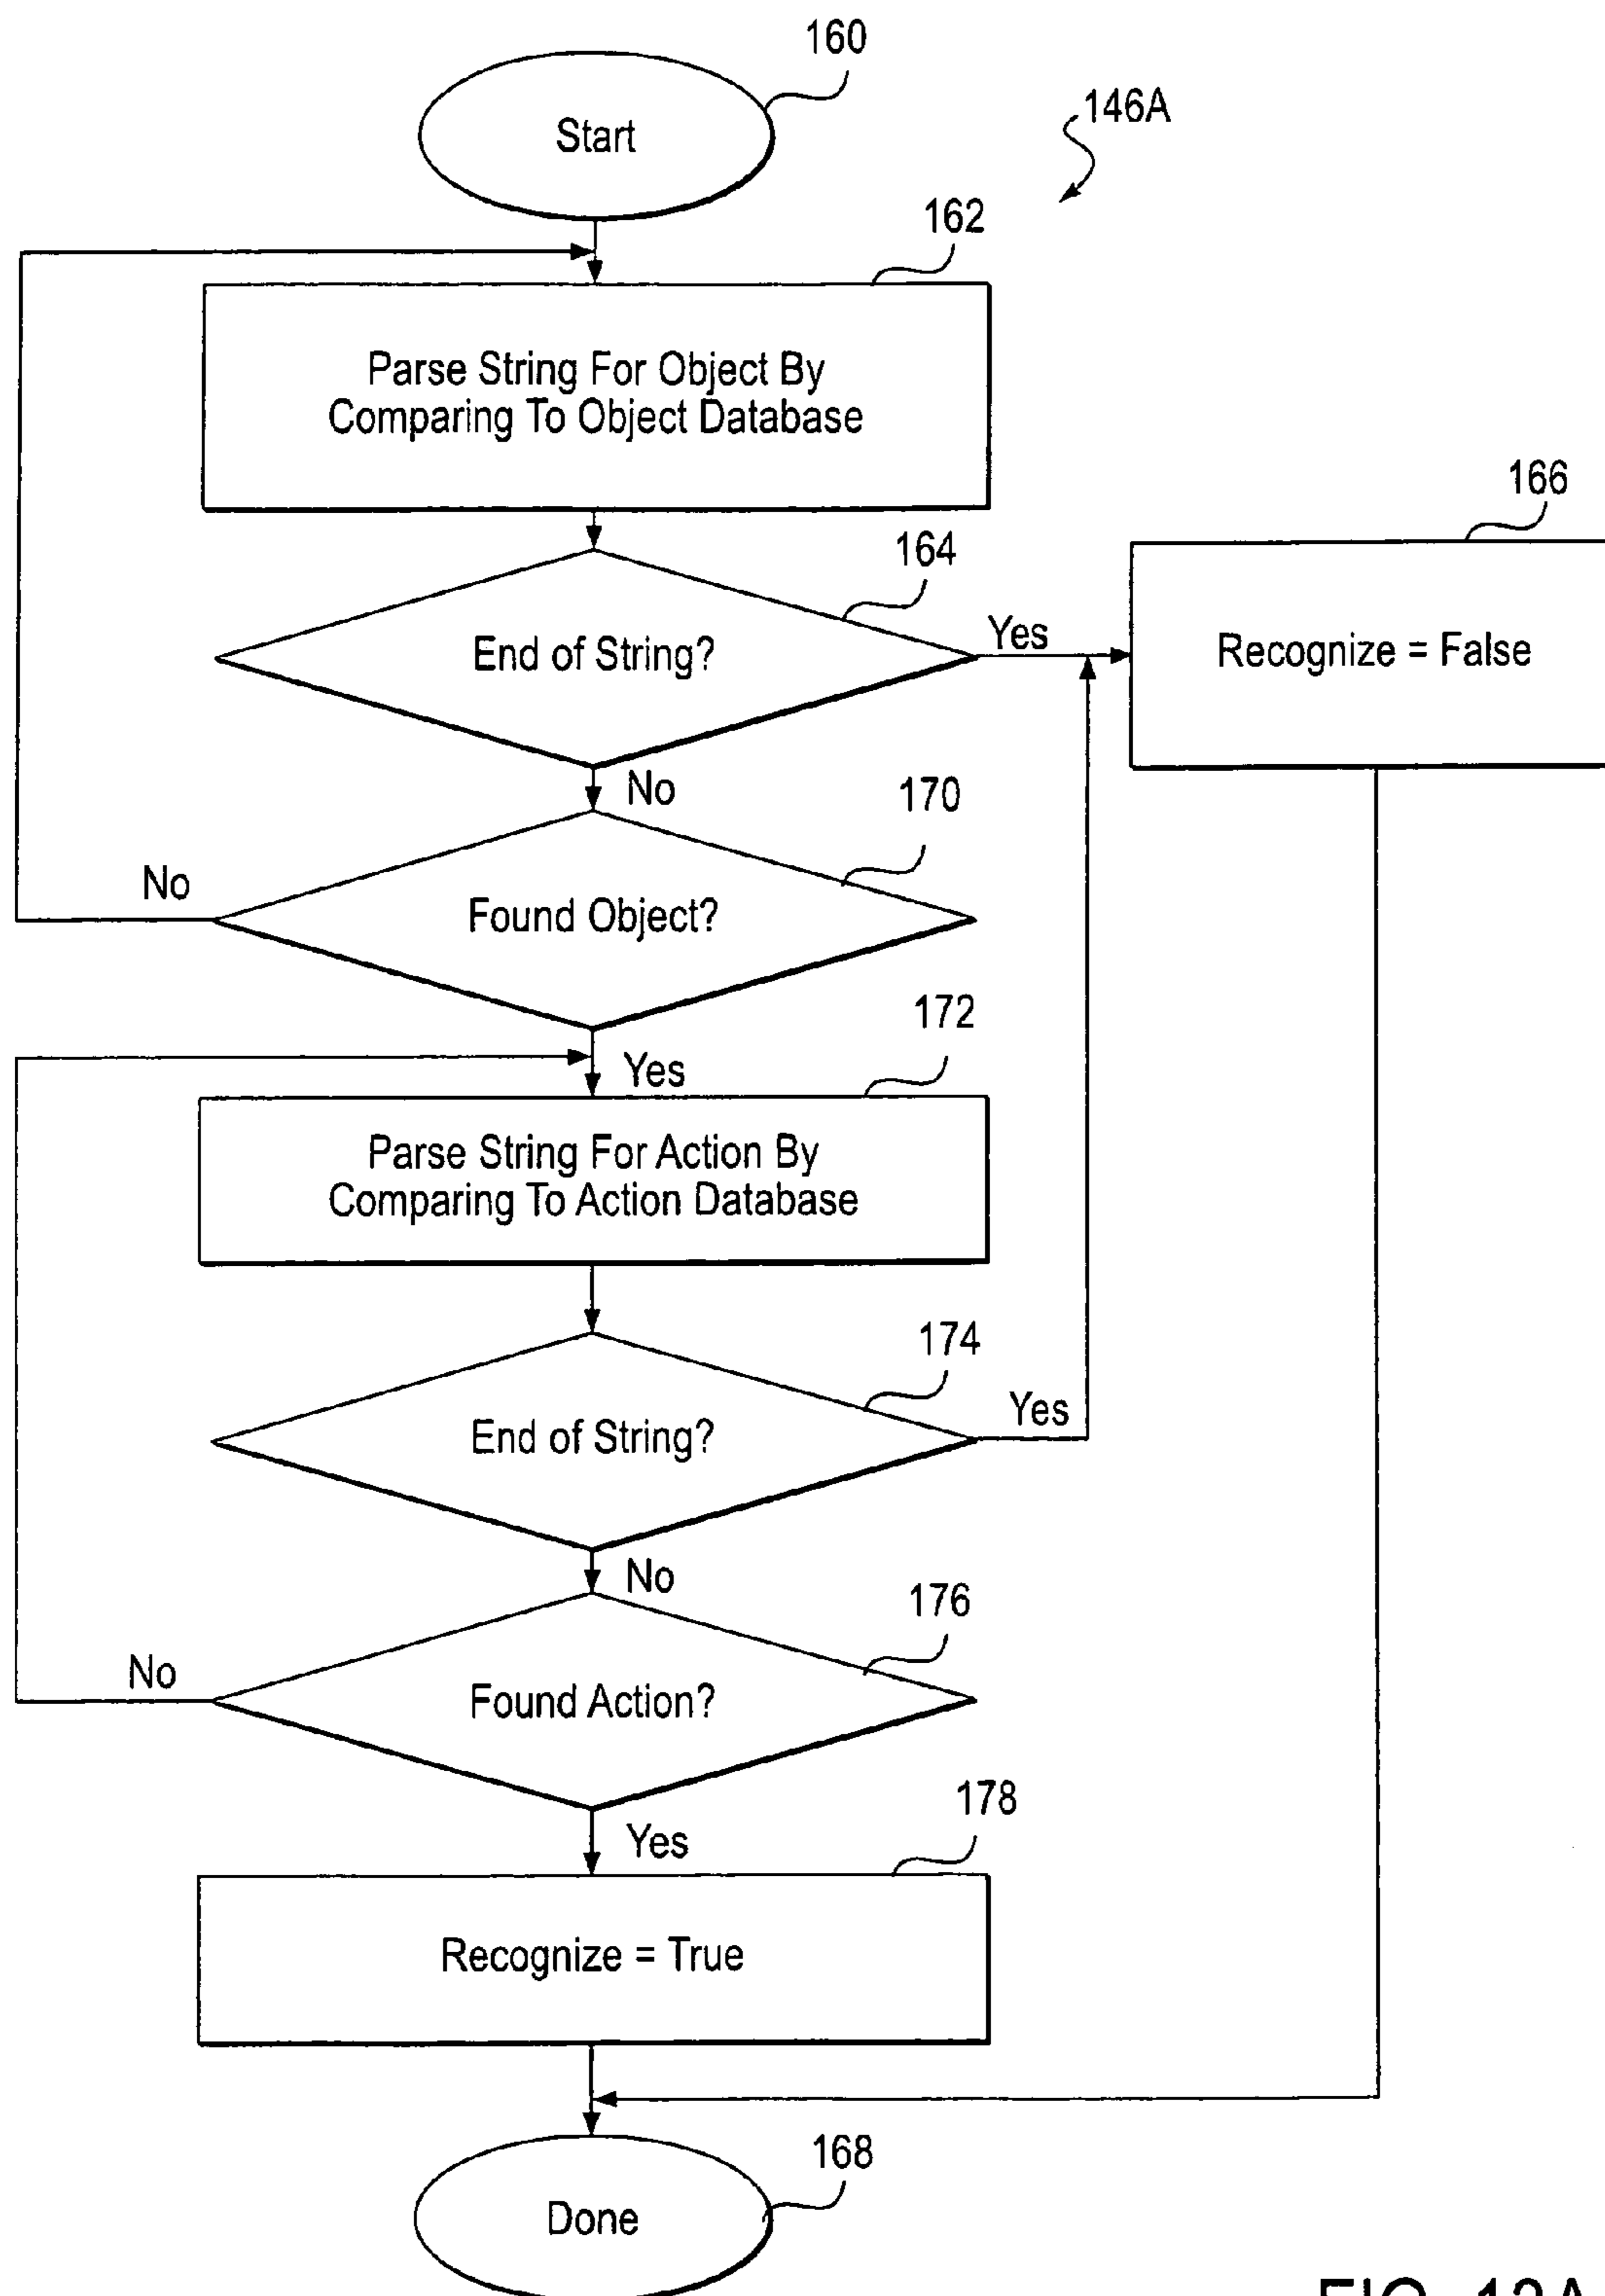 160
Start
146A
162
Parse String For Object By
Comparing To Object Database
166
164
End of String?
Yes
Recognize = False
No
170
No
Found Object?
172
Yes
Parse String For Action By
Comparing To Action Database
174
End of String?
Yes
No
176
No
Found Action?
178
Yes
Recognize = True
168
Done
FIG. 13A